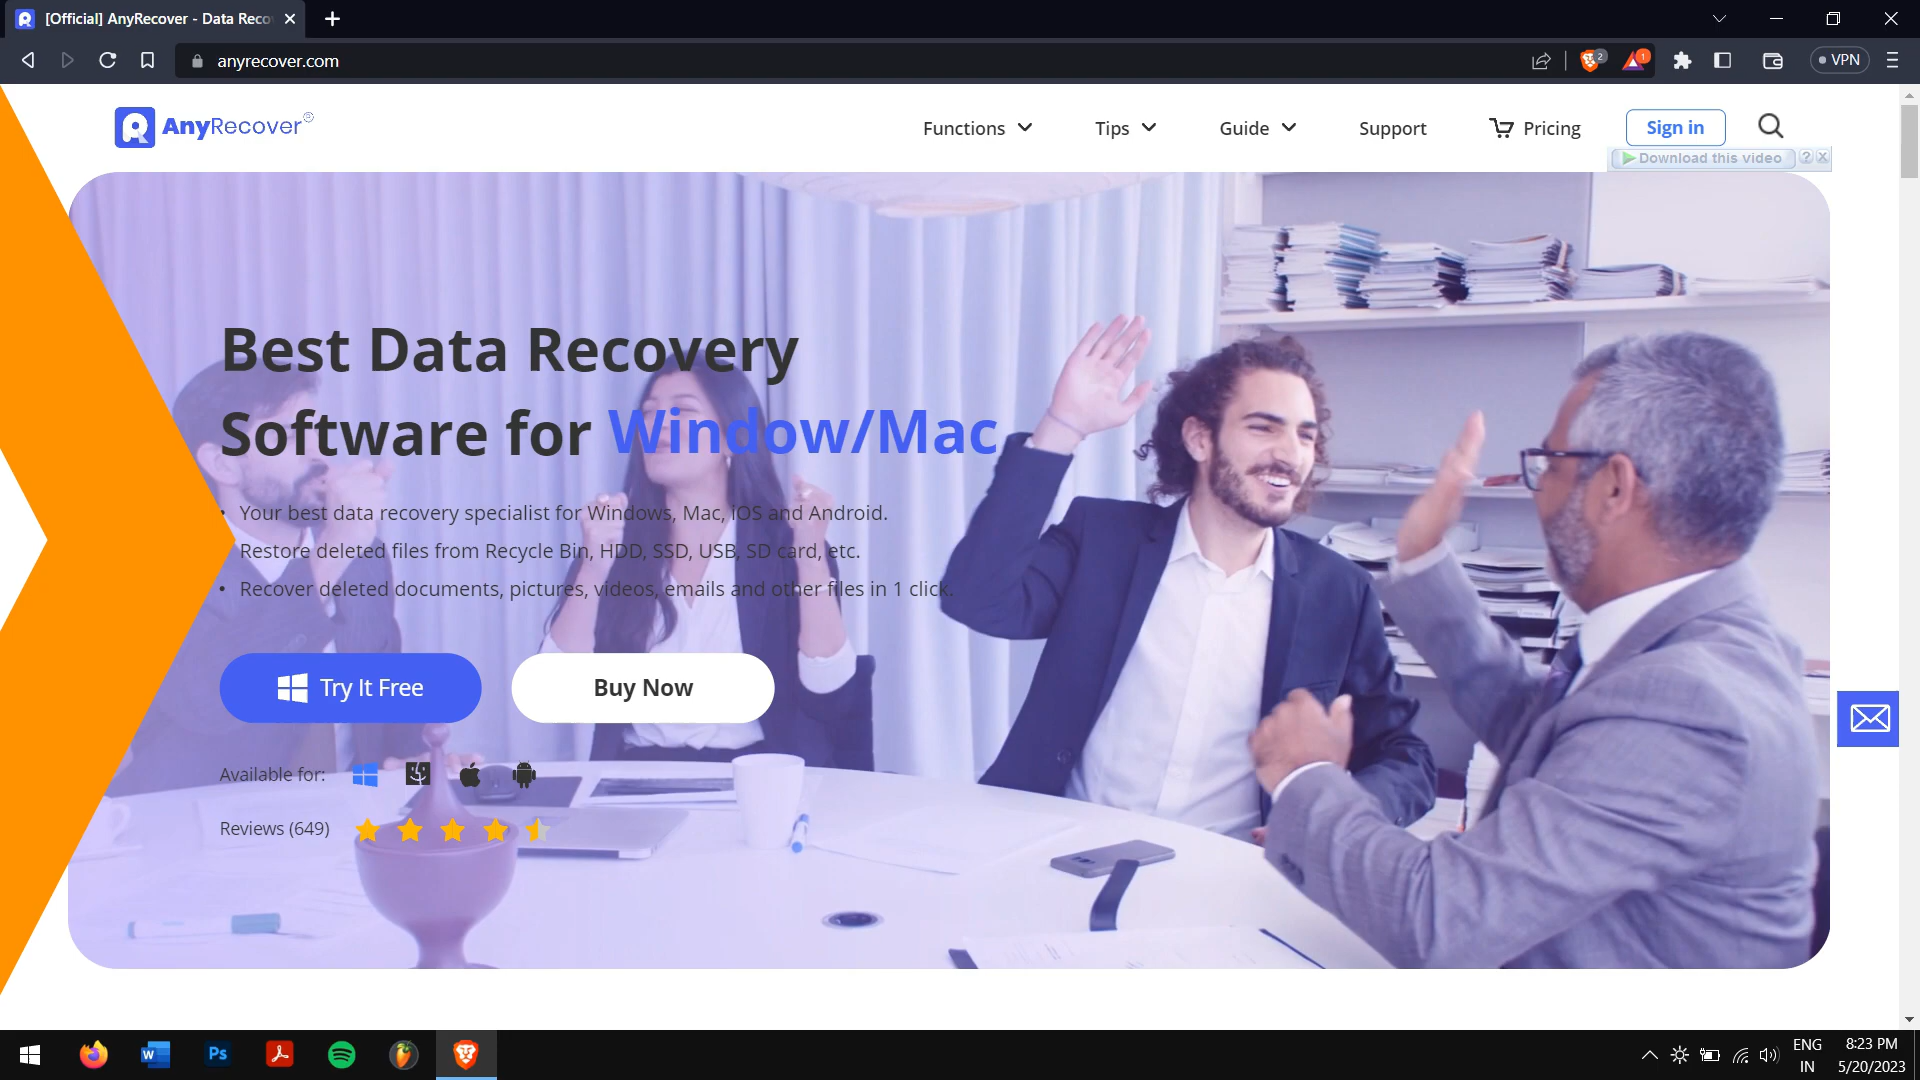 [Official] AnyRecover - Data Reco
anyrecover.com
2
1
VPN
AnyRecover®
Functions
Tips
Guide
Support
Pricing
Sign in
Download this video
?
Best Data Recovery
Software for Window/Mac
• Your best data recovery specialist for Windows, Mac, iOS and Android.
Restore deleted files from Recycle Bin, HDD, SSD, USB, SD card, etc.
• Recover deleted documents, pictures, videos, emails and other files in 1 click.
Try It Free
Buy Now
Available for:
Reviews (649)
W
Ps
ENG
IN
8:23 PM
5/20/2023